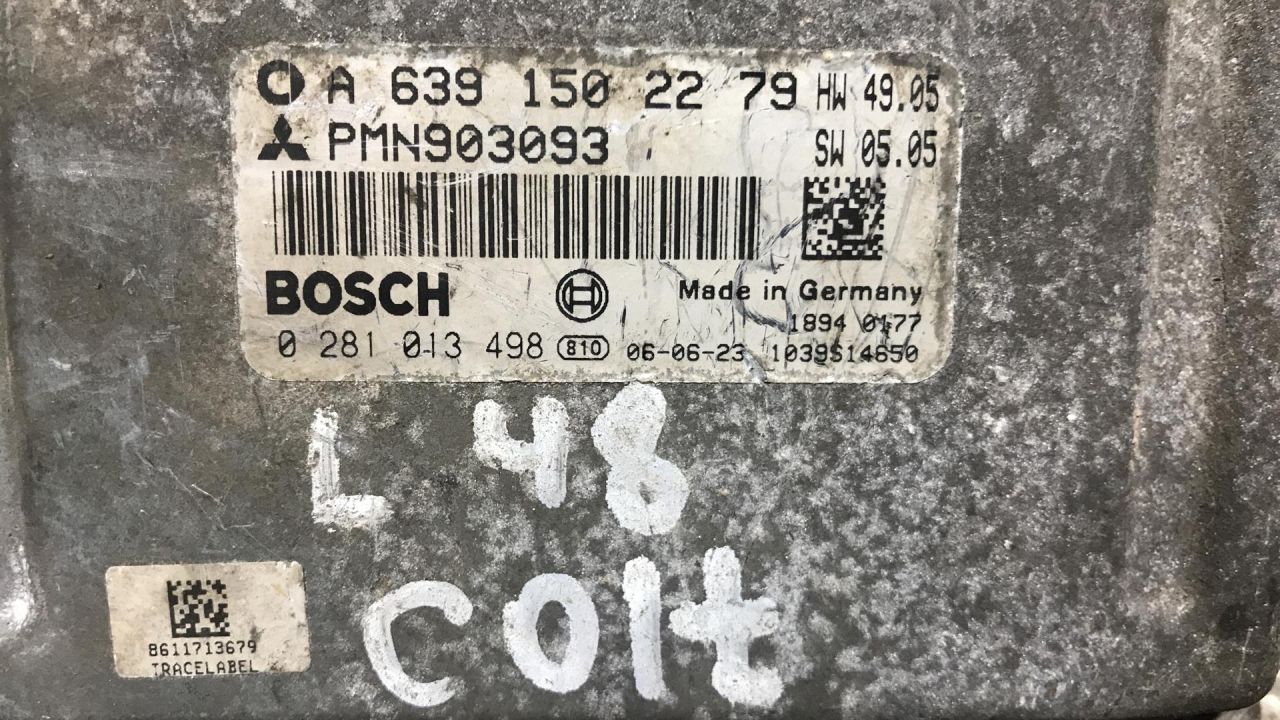 A 639 150 22 79 HW 49.05
PMN903093 SW 05.05
BOSCH
Made in Germany
1894 0177
0 281 013 498 810 06-06-23 1039S14650
L 48
Colt
8611713679
TRACELABEL